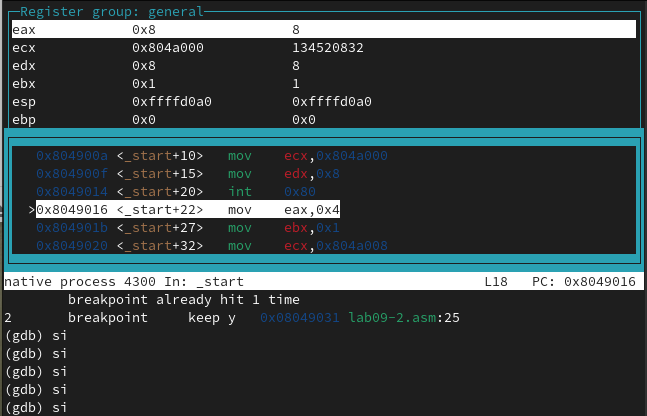 Register group: general
eax 0x8 8
ecx 0x804a000 134520832
edx 0x8 8
ebx 0x1 1
esp 0xffffd0a0 0xffffd0a0
ebp 0x0 0x0
0x804900a <_start+10> mov ecx,0x804a000
0x804900f <_start+15> mov edx,0x8
0x8049014 <_start+20> int 0x80
>0x8049016 <_start+22> mov eax,0x4
0x804901b <_start+27> mov ebx,0x1
0x8049020 <_start+32> mov ecx,0x804a008
native process 4300 In: _start L18 PC: 0x8049016
breakpoint already hit 1 time
2 breakpoint keep y 0x08049031 lab09-2.asm:25
(gdb) si
(gdb) si
(gdb) si
(gdb) si
(gdb) si